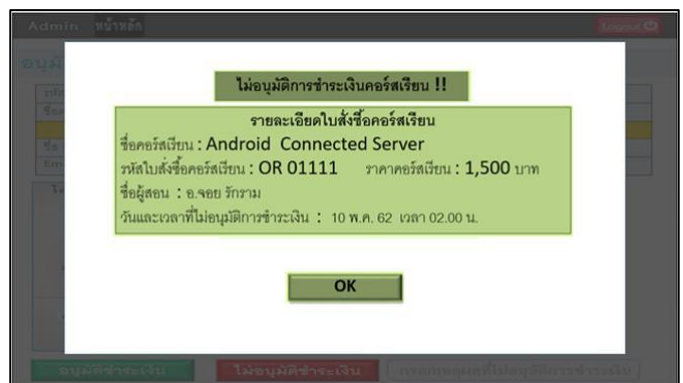 Admin หน้าหลัก
Logout
ไม่อนุมัติการชำระเงินคอร์สเรียน !!
รายละเอียดใบสั่งซื้อคอร์สเรียน
ชื่อคอร์สเรียน : Android Connected Server
รหัสใบสั่งซื้อคอร์สเรียน : OR 01111 ราคาคอร์สเรียน : 1,500 บาท
ชื่อผู้สอน : อ.จอย รักราม
วันและเวลาที่ไม่อนุมัติการชำระเงิน : 10 พ.ค. 62 เวลา 02.00 น.
OK
อนุมัติชำระเงิน ไม่อนุมัติชำระเงิน